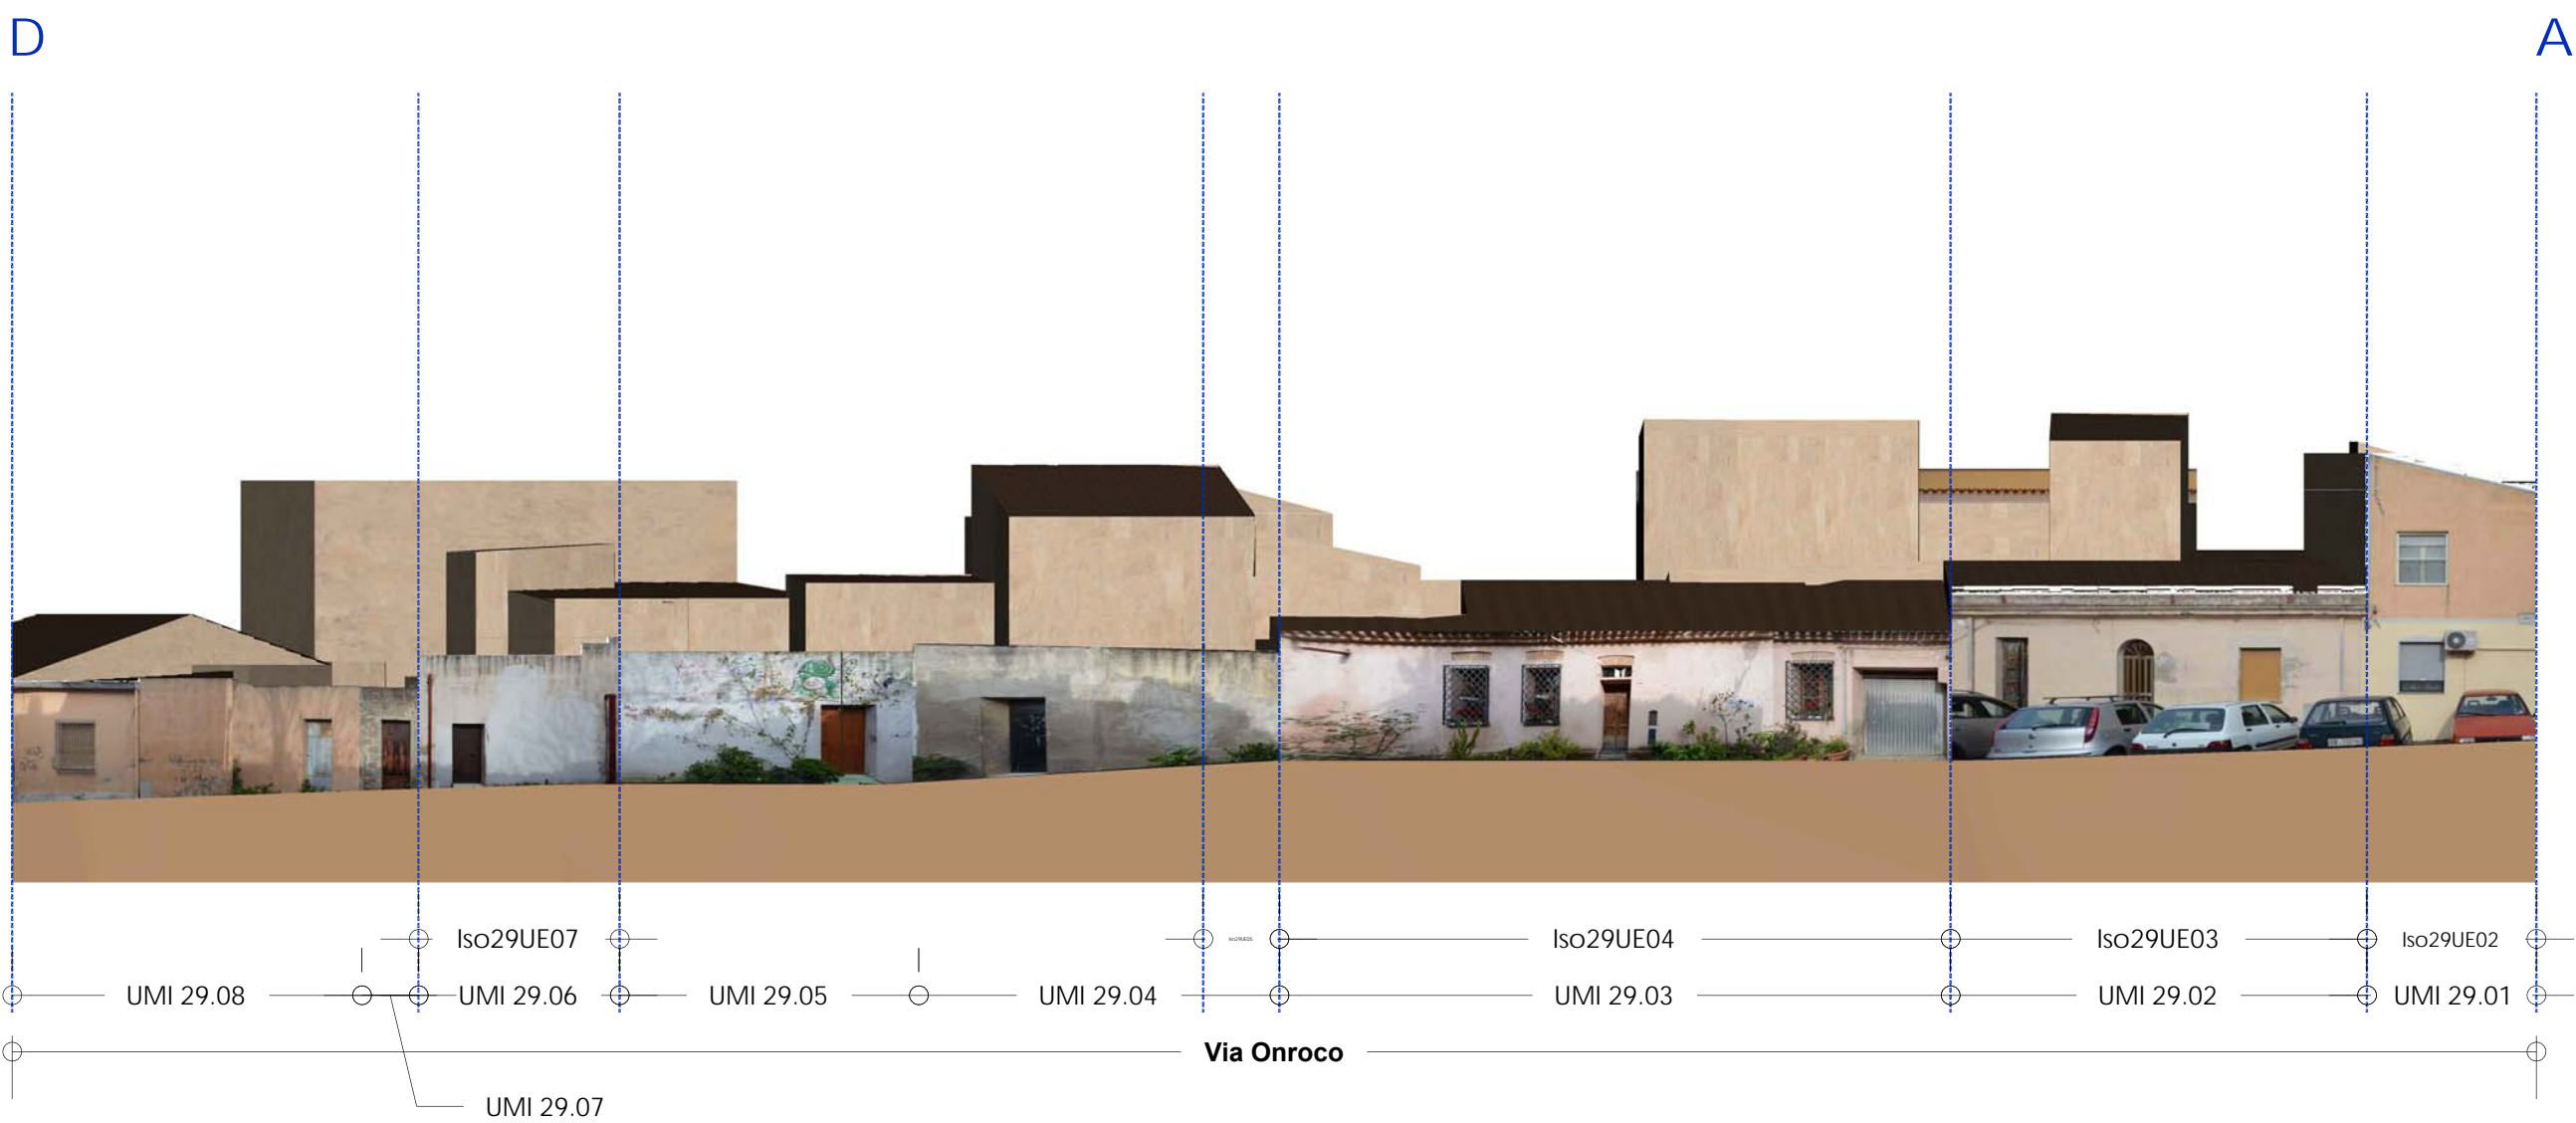 D
A
Iso29UE07
Iso29UE05
Iso29UE04
Iso29UE03
Iso29UE02
UMI 29.08
UMI 29.06
UMI 29.05
UMI 29.04
UMI 29.03
UMI 29.02
UMI 29.01
Via Onroco
UMI 29.07